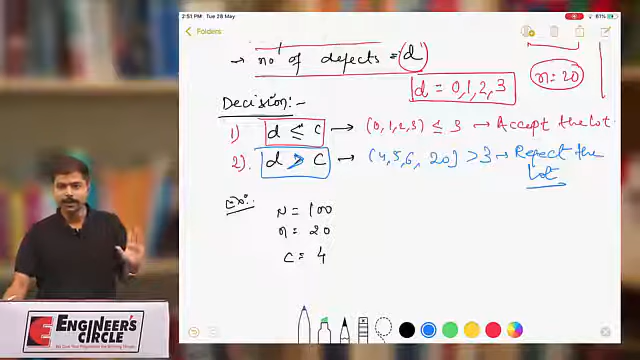 2:51 PM Tue 28 May
61%
Folders
→ no of defects = d
n = 20
d = 0,1,2,3
Decision:-
1) d ≤ C → (0,1,2,3) ≤ 3 → Accept the lot.
2). d > C → (4,5,6, 20) > 3 → Reject the Lot
Ex:
N = 100
n = 20
C = 4
ENGINEER'S
CIRCLE